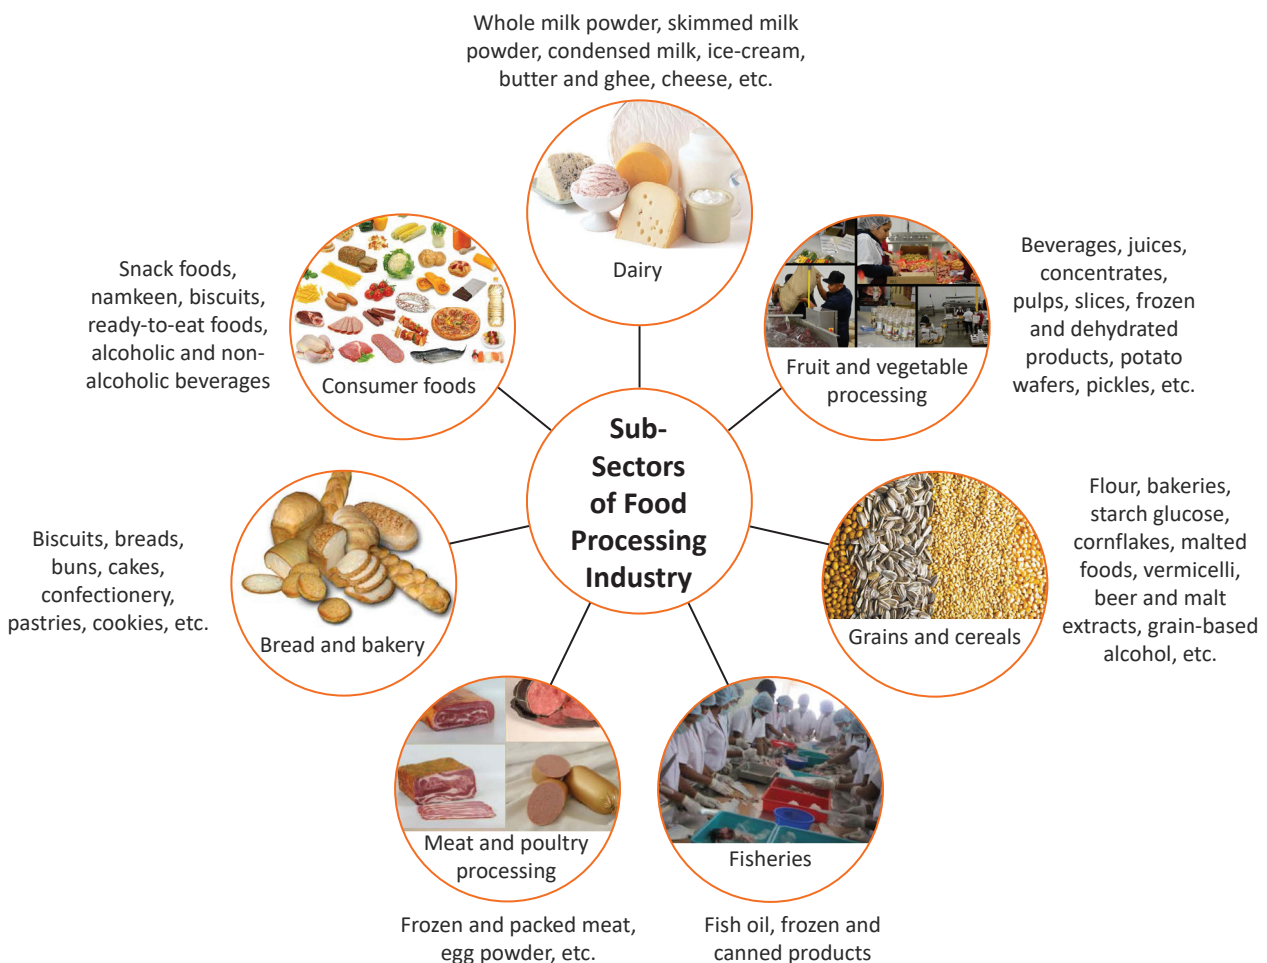 Whole milk powder, skimmed milk
powder, condensed milk, ice-cream,
butter and ghee, cheese, etc.
Dairy
Beverages, juices,
concentrates,
pulps, slices, frozen
and dehydrated
products, potato
wafers, pickles, etc.
Fruit and vegetable
processing
Snack foods,
namkeen, biscuits,
ready-to-eat foods,
alcoholic and non-
alcoholic beverages
Consumer foods
Sub-
Sectors
of Food
Processing
Industry
Flour, bakeries,
starch glucose,
cornflakes, malted
foods, vermicelli,
beer and malt
extracts, grain-based
alcohol, etc.
Grains and cereals
Biscuits, breads,
buns, cakes,
confectionery,
pastries, cookies, etc.
Bread and bakery
Meat and poultry
processing
Frozen and packed meat,
egg powder, etc.
Fisheries
Fish oil, frozen and
canned products